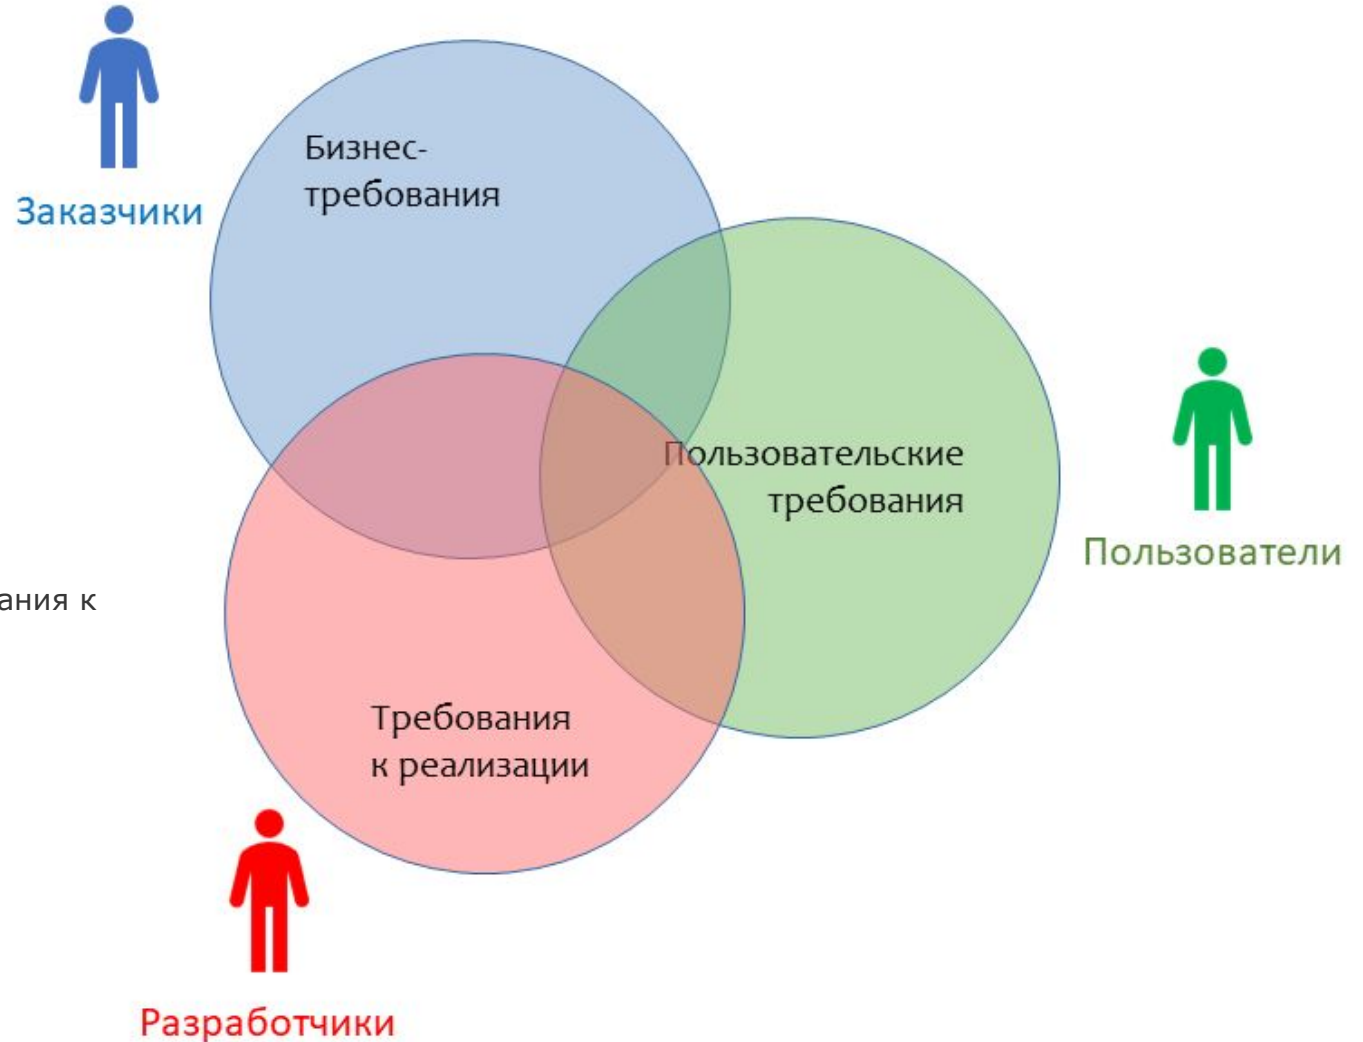 Заказчики
Бизнес-
требования
Пользовательские
требования
Пользователи
ания к
Требования
к реализации
Разработчики